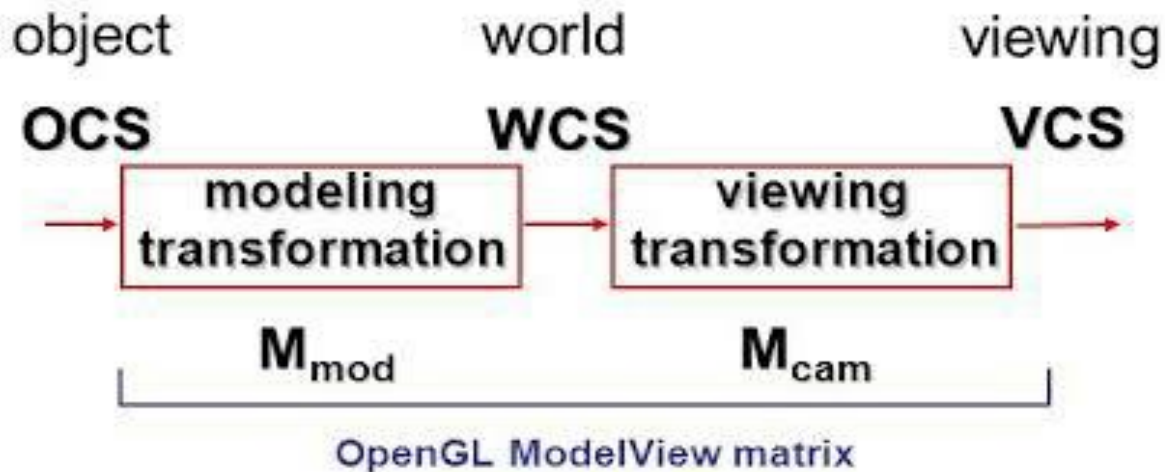 object world viewing
OCS WCS VCS
modeling viewing
transformation transformation
Mmod Mcam
OpenGL ModelView matrix